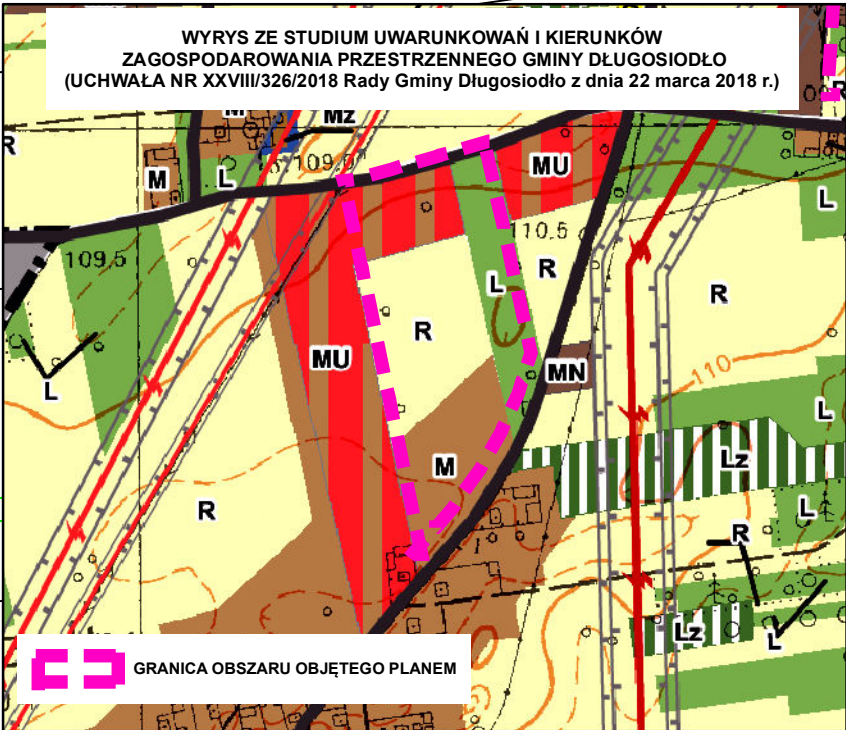 WYRYS ZE STUDIUM UWARUNKOWAŃ I KIERUNKÓW
ZAGOSPODAROWANIA PRZESTRZENNEGO GMINY DŁUGOSIODŁO
(UCHWAŁA NR XXVIII/326/2018 Rady Gminy Długosiodło z dnia 22 marca 2018 r.)
R
Mz
109.0
MU
M
L
L
109.5
110.5
R
L
R
R
MU
MN
110
L
L
M
Lz
R
L
R
Lz
L
GRANICA OBSZARU OBJĘTEGO PLANEM